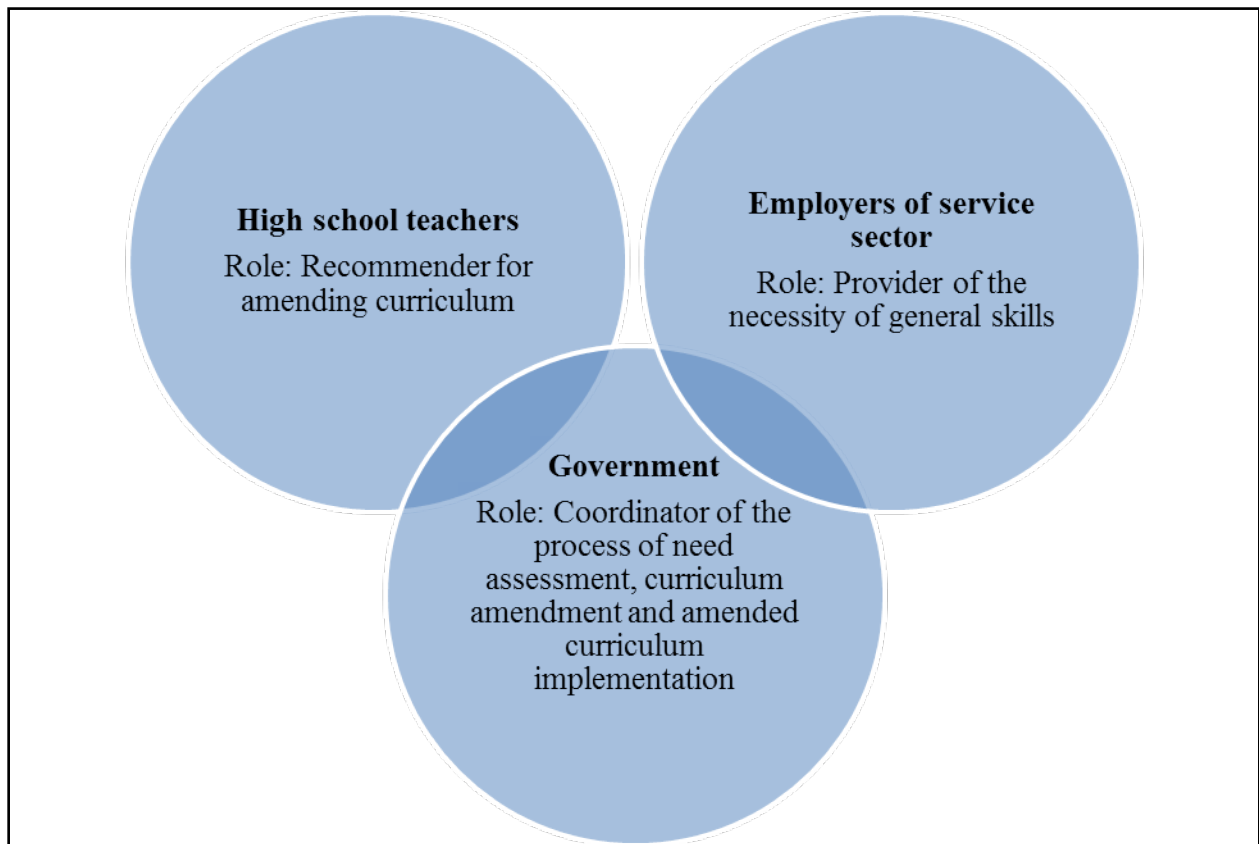 High school teachers
Role: Recommender for
amending curriculum
Employers of service
sector
Role: Provider of the
necessity of general skills
Government
Role: Coordinator of the
process of need
assessment, curriculum
amendment and amended
curriculum
implementation